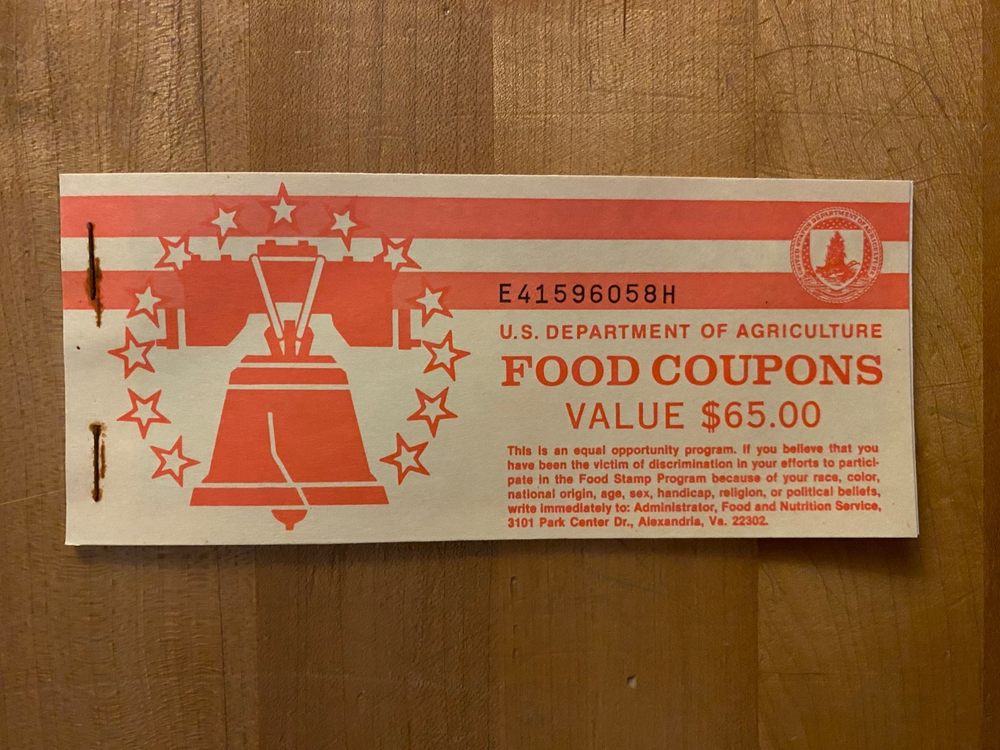 E41596058H
U.S. DEPARTMENT OF AGRICULTURE
FOOD COUPONS
VALUE $65.00
This is an equal opportunity program. If you believe that you
have been the victim of discrimination in your efforts to partici-
pate in the Food Stamp Program because of your race, color,
national origin, age, sex, handicap, religion, or political beliefs,
write immediately to: Administrator, Food and Nutrition Service,
3101 Park Center Dr., Alexandria, Va. 22302.